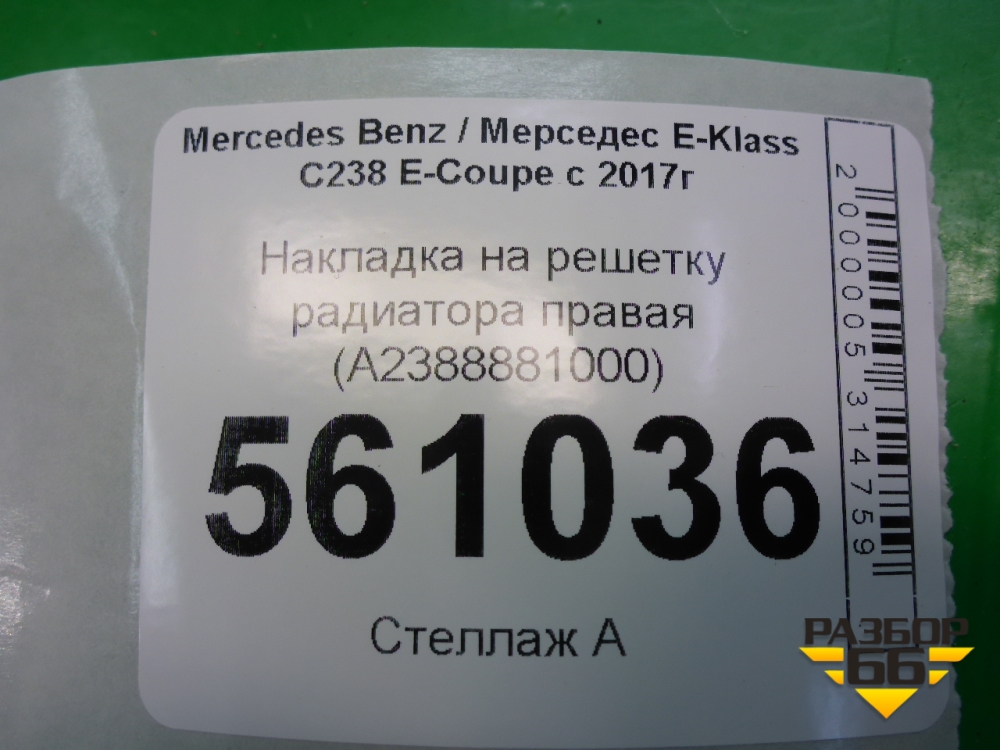 Mercedes Benz / Мерседес E-Klass
C238 E-Coupe с 2017г
Накладка на решетку
радиатора правая
(A2388881000)
561036
Стеллаж А
2000005314759
РАЗБОР
66